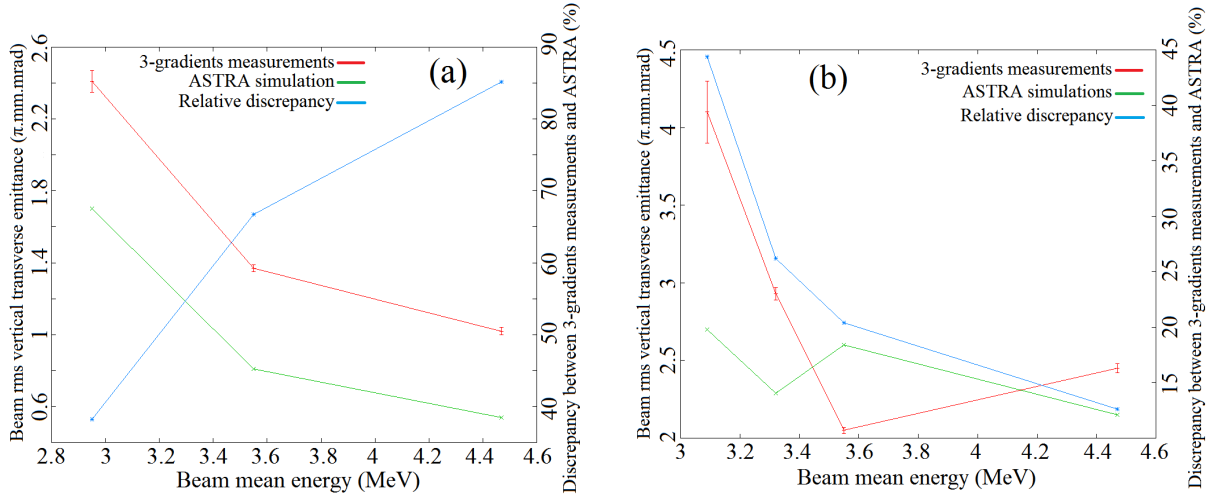 Beam rms vertical transverse emittance (π.mm.mrad)
2.6
2.2
1.8
1.4
1
0.6
(a)
3-gradients measurements
ASTRA simulation
Relative discrepancy
90
80
70
60
50
40
Discrepancy between 3-gradients measurements and ASTRA (%)
2.8 3 3.2 3.4 3.6 3.8 4 4.2 4.4 4.6
Beam mean energy (MeV)
Beam rms vertical transverse emittance (π.mm.mrad)
4.5
4
3.5
3
2.5
2
(b)
3-gradients measurements
ASTRA simulations
Relative discrepancy
45
40
35
30
25
20
15
Discrepancy between 3-gradients measurements and ASTRA (%)
3 3.2 3.4 3.6 3.8 4 4.2 4.4 4.6
Beam mean energy (MeV)